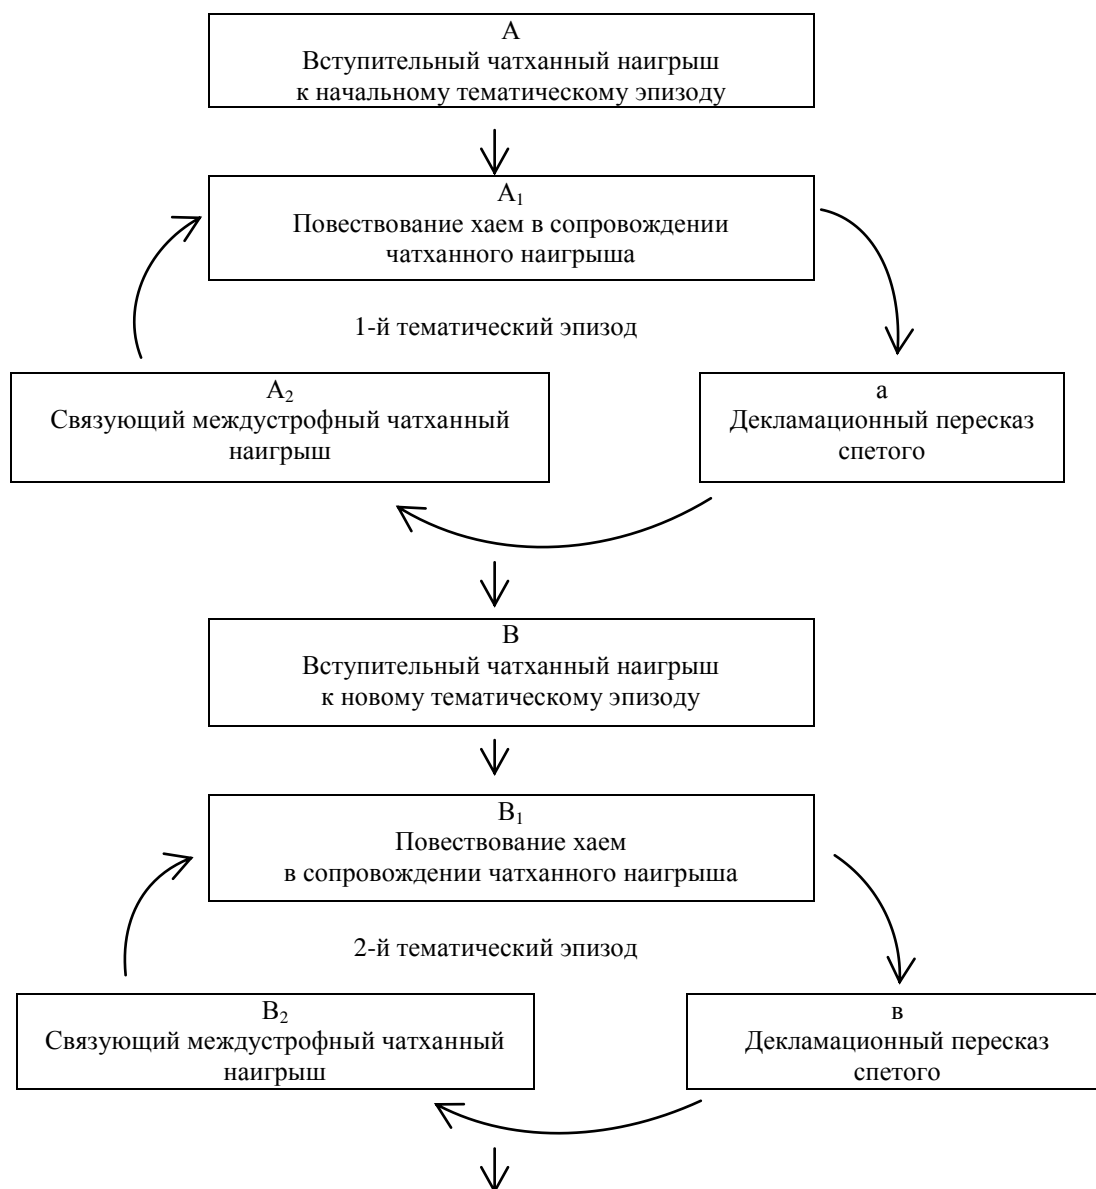 А
Вступительный чатханный наигрыш
к начальному тематическому эпизоду
А₁
Повествование хаем в сопровождении
чатханного наигрыша
1-й тематический эпизод
А₂
Связующий междустрофный чатханный
наигрыш
а
Декламационный пересказ
спетого
В
Вступительный чатханный наигрыш
к новому тематическому эпизоду
В₁
Повествование хаем
в сопровождении чатханного наигрыша
2-й тематический эпизод
В₂
Связующий междустрофный чатханный
наигрыш
в
Декламационный пересказ
спетого